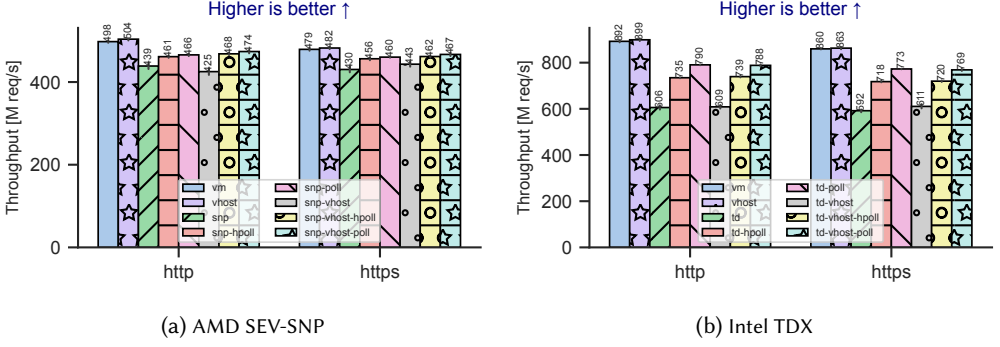 Higher is better ↑
Throughput [M req/s]
400
200
0
498
504
439
461
466
425
468
474
479
482
430
456
460
443
462
467
vm
vhost
snp
snp-hpoll
snp-poll
snp-vhost
snp-vhost-hpoll
snp-vhost-poll
http
https
(a) AMD SEV-SNP
Higher is better ↑
Throughput [M req/s]
800
600
400
200
0
892
899
606
735
790
609
739
788
860
863
592
718
773
611
720
769
vm
vhost
td
td-hpoll
td-poll
td-vhost
td-vhost-hpoll
td-vhost-poll
http
https
(b) Intel TDX